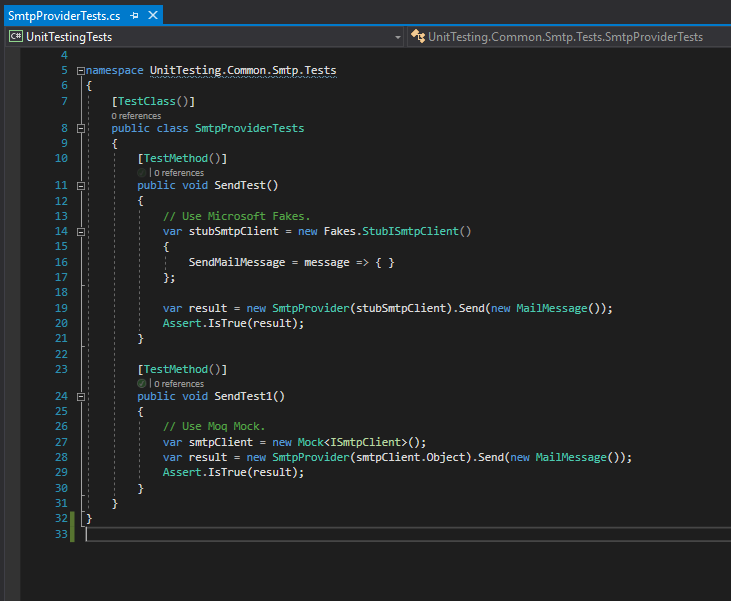 SmtpProviderTests.cs
UnitTestingTests UnitTesting.Common.Smtp.Tests.SmtpProviderTests
4
5 namespace UnitTesting.Common.Smtp.Tests
6 {
7 [TestClass()]
0 references
8 public class SmtpProviderTests
9 {
10 [TestMethod()]
| 0 references
11 public void SendTest()
12 {
13 // Use Microsoft Fakes.
14 var stubSmtpClient = new Fakes.StubISmtpClient()
15 {
16 SendMailMessage = message => { }
17 };
18
19 var result = new SmtpProvider(stubSmtpClient).Send(new MailMessage());
20 Assert.IsTrue(result);
21 }
22
23 [TestMethod()]
| 0 references
24 public void SendTest1()
25 {
26 // Use Moq Mock.
27 var smtpClient = new Mock<ISmtpClient>();
28 var result = new SmtpProvider(smtpClient.Object).Send(new MailMessage());
29 Assert.IsTrue(result);
30 }
31 }
32 }
33